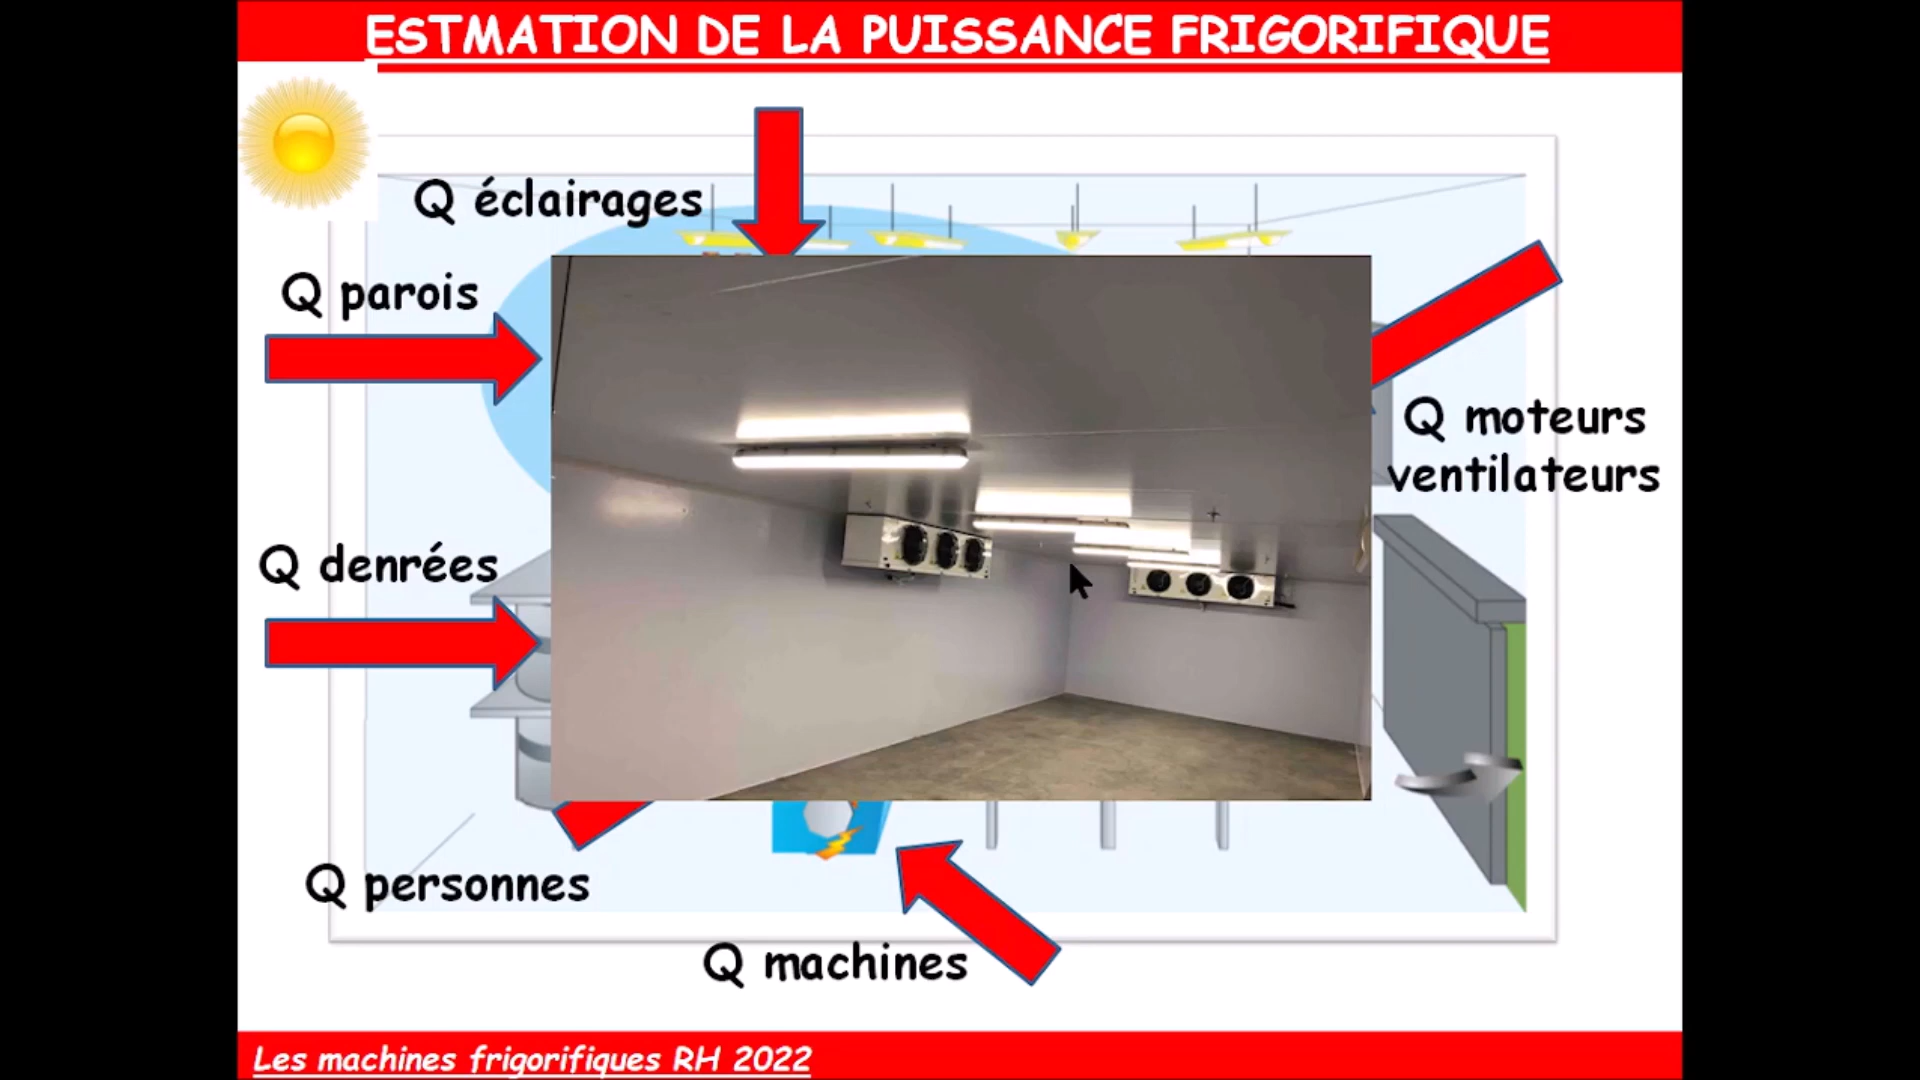 ESTMATION DE LA PUISSANCE FRIGORIFIQUE
Q éclairages
Q parois
Q moteurs
ventilateurs
Q denrées
Q personnes
Q machines
Les machines frigorifiques RH 2022